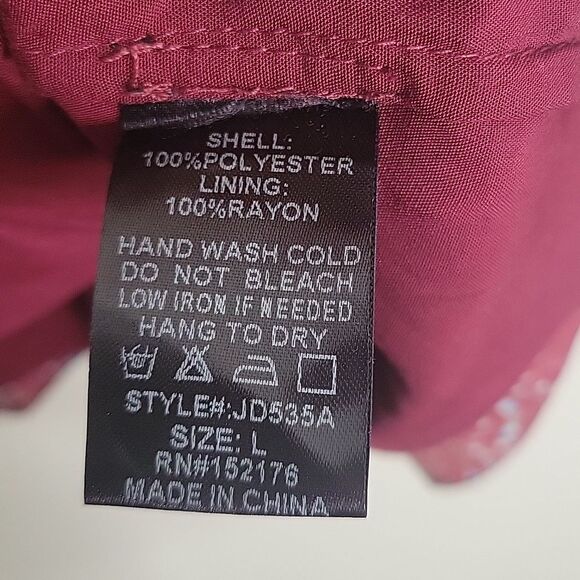 SHELL:
100%POLYESTER
LINING:
100%RAYON
HAND WASH COLD
DO NOT BLEACH
LOW IRON IF NEEDED
HANG TO DRY
STYLE#:JD535A
SIZE: L
RN#152176
MADE IN CHINA